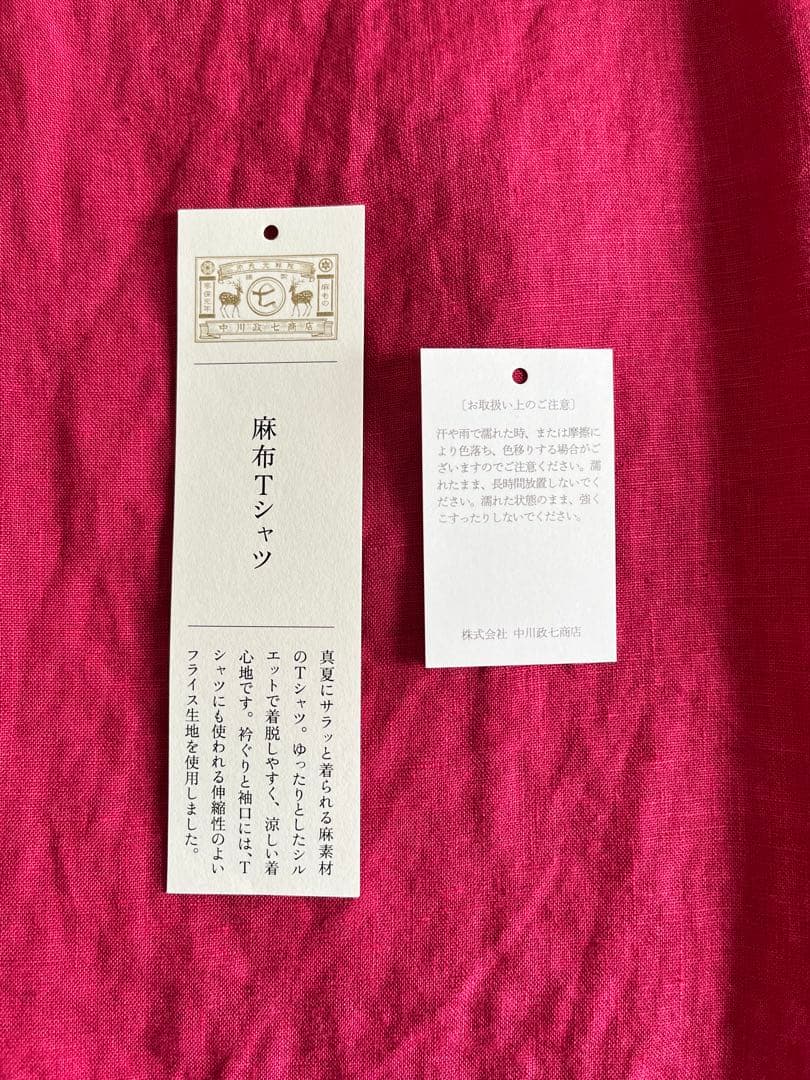 七
享保元年
麻もの
中川政七商店
麻布Tシャツ
真夏にサラッと着られる麻素材
のTシャツ。ゆったりとしたシル
エットで着脱しやすく、涼しい着
心地です。衿ぐりと袖口には、T
シャツにも使われる伸縮性のよい
フライス生地を使用しました。
〔お取扱い上のご注意〕
汗や雨で濡れた時、または摩擦に
より色落ち、色移りする場合がご
ざいますのでご注意ください。濡
れたまま、長時間放置しないでく
ださい。濡れた状態のまま、強く
こすったりしないでください。
株式会社 中川政七商店